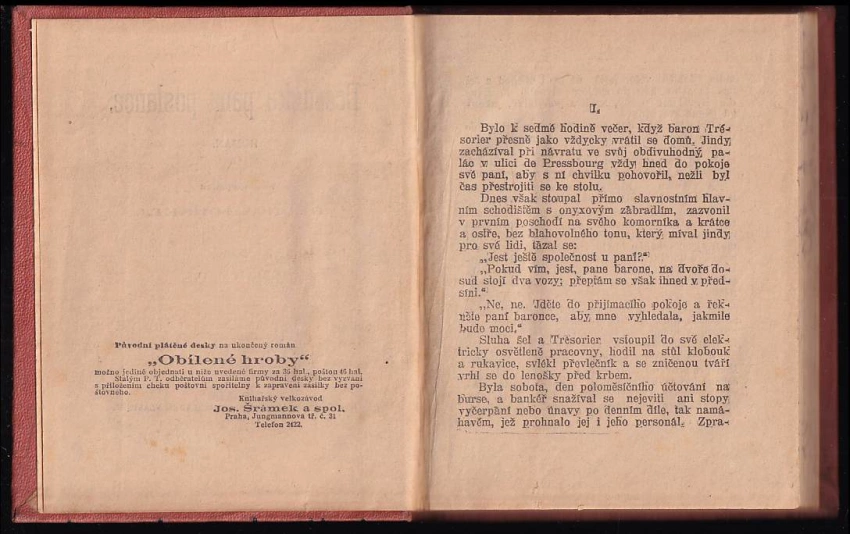 Původní plátěné desky na ukončený román
„Obílené hroby“
možno jedině objednati u níže uvedené firmy za 36 hal., poštou 46 hal.
Stalým P. T. odběratelům zasíláme původní desky bez vyzvání
s přiložením cheku poštovní spořitelny k zapravení zásilky bez po-
štovného.
Knihařský velkozávod
Jos. Šrámek a spol.
Praha, Jungmannova tř. č. 31
Telefon 2422.
I.
Bylo k sedmé hodině večer, když baron Tré-
sorier přesně jako vždycky vrátil se domů. Jindy
zacházíval při návratu ve svůj obdivuhodný pa-
lác v ulici de Pressbourg vždy hned do pokoje
své paní, aby s ní chvilku pohovořil, nežli byl
čas přestrojiti se ke stolu.
Dnes však stoupal přímo slavnostním hlav-
ním schodištěm s onyxovým zábradlím, zazvonil
v prvním poschodí na svého komorníka a krátce
a ostře, bez blahovolného tonu, který míval jindy
pro své lidi, tázal se:
„Jest ještě společnost u paní?“
„Pokud vím, jest, pane barone, na dvoře do-
sud stojí dva vozy; přeptám se však ihned v před-
síni.“
„Ne, ne. Jděte do přijímacího pokoje a řek-
něte paní baronce, aby mne vyhledala, jakmile
bude moci.“
Sluha šel a Trésorier vstoupil do své elek-
tricky osvětlené pracovny, hodil na stůl klobouk
a rukavice, svlékl převlečník a se zničenou tváří
vrhl se do lenošky před krbem.
Byla sobota, den poloměsíčního účtování na
burse, a bankéř snažíval se nejeviti ani stopy
vyčerpání nebo únavy po denním díle, tak namá-
havém, jež prohnalo jej i jeho personál. Zpra-